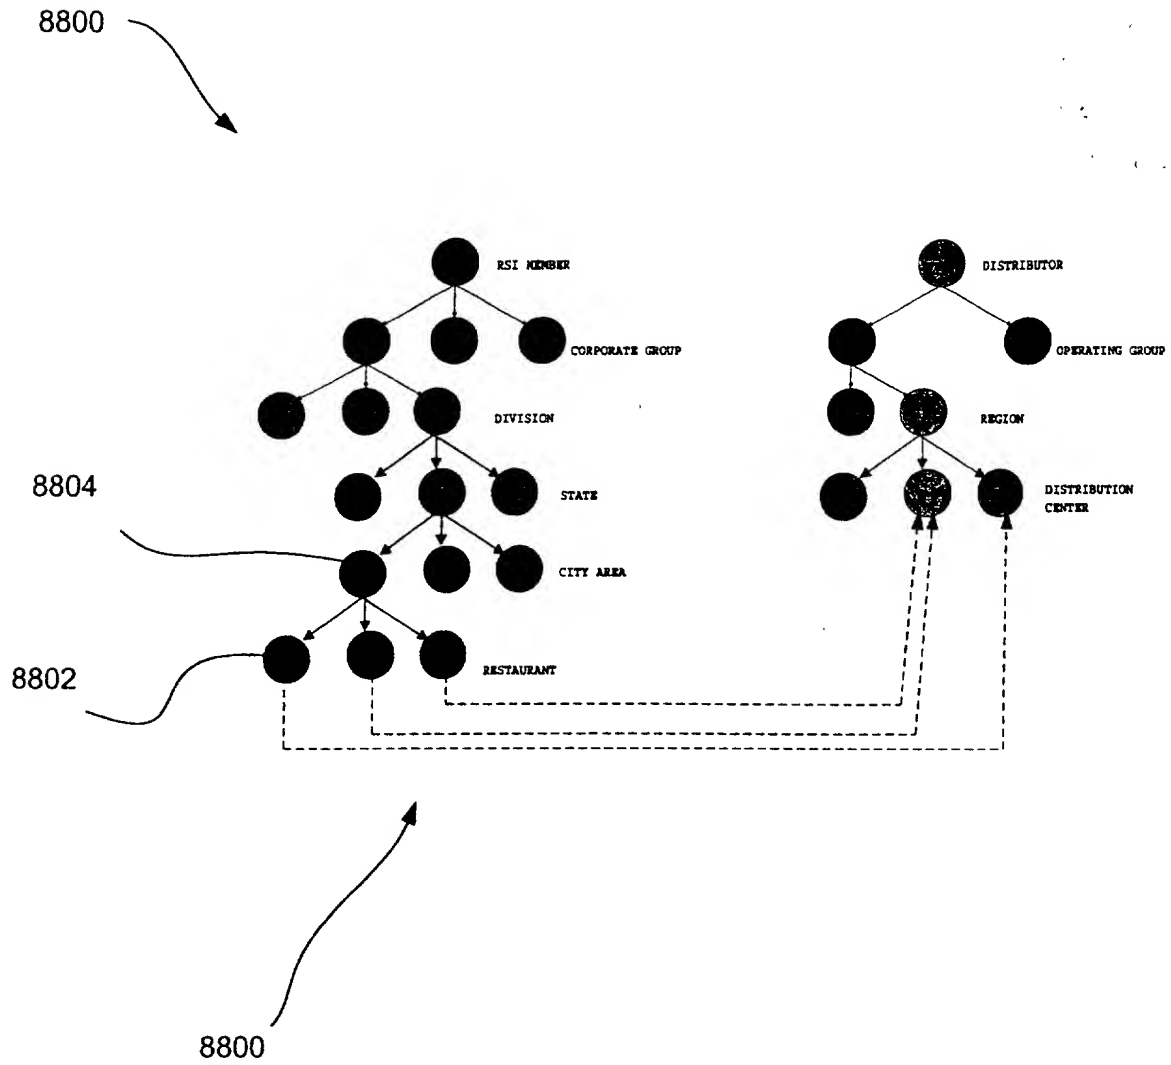 8800
RSI MEMBER
DISTRIBUTOR
CORPORATE GROUP
OPERATING GROUP
DIVISION
REGION
8804
STATE
DISTRIBUTION
CENTER
CITY AREA
8802
RESTAURANT
8800